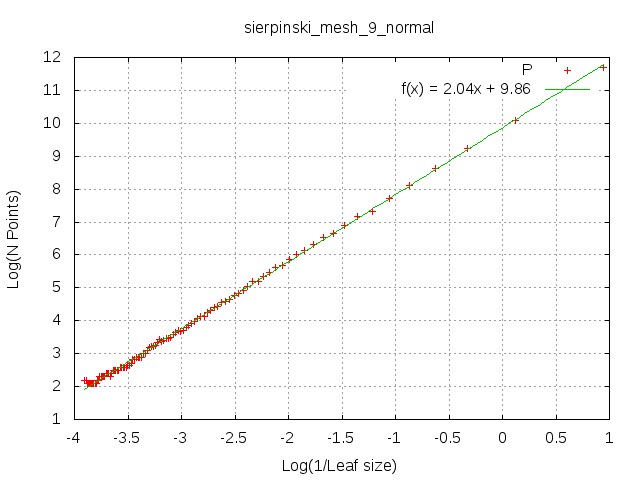 sierpinski_mesh_9_normal
12
11
10
9
8
7
6
5
4
3
2
1
Log(N Points)
P
f(x) = 2.04x + 9.86
-4 -3.5 -3 -2.5 -2 -1.5 -1 -0.5 0 0.5 1
Log(1/Leaf size)